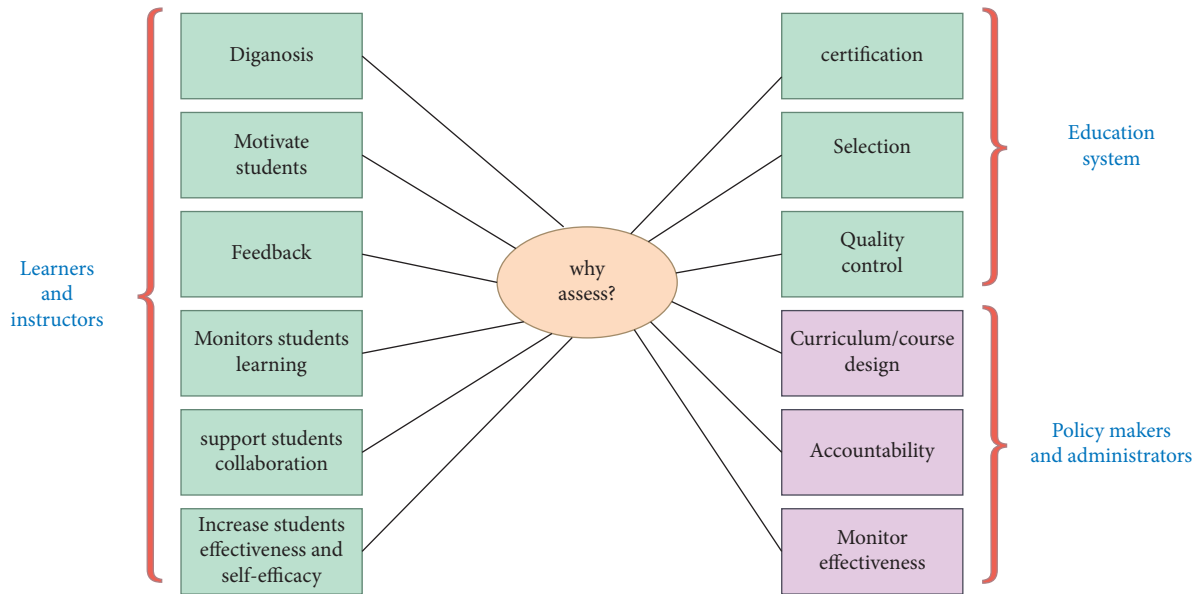 Diganosis
Motivate
students
Feedback
Monitors students
learning
support students
collaboration
Increase students
effectiveness and
self-efficacy
Learners
and
instructors
why
assess?
certification
Selection
Quality
control
Curriculum/course
design
Accountability
Monitor
effectiveness
Education
system
Policy makers
and administrators